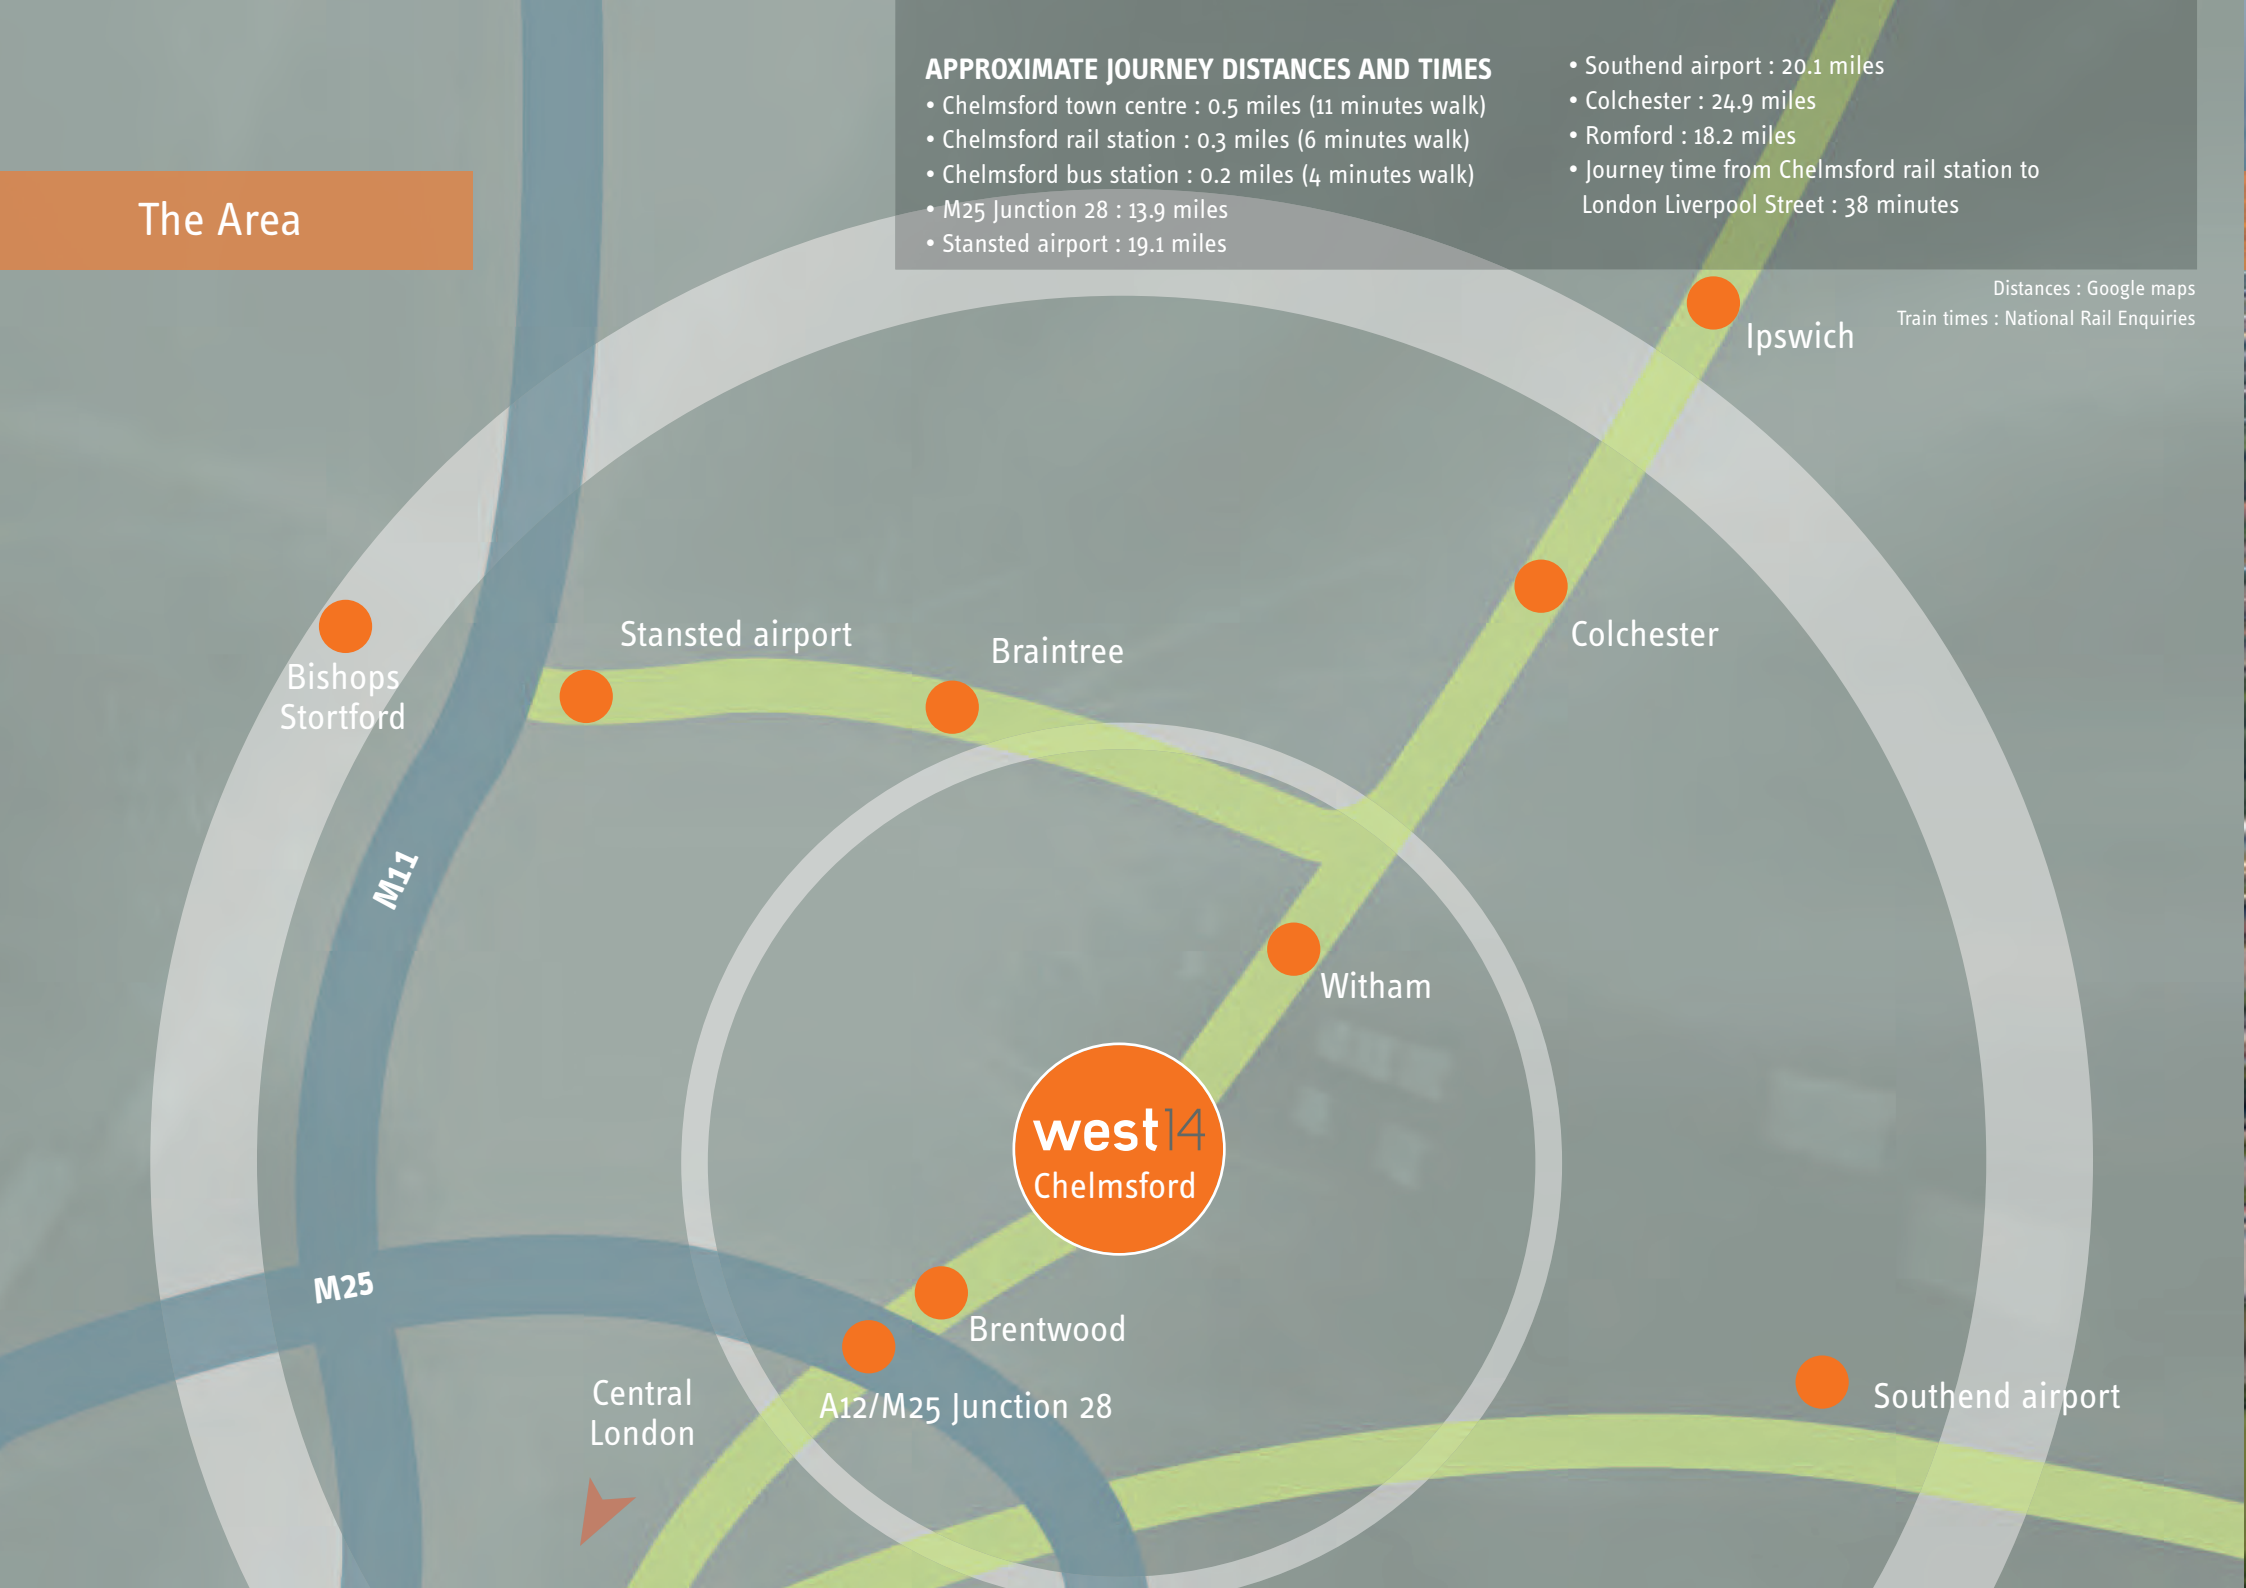 The Area
APPROXIMATE JOURNEY DISTANCES AND TIMES
• Chelmsford town centre : 0.5 miles (11 minutes walk)
• Chelmsford rail station : 0.3 miles (6 minutes walk)
• Chelmsford bus station : 0.2 miles (4 minutes walk)
• M25 Junction 28 : 13.9 miles
• Stansted airport : 19.1 miles
• Southend airport : 20.1 miles
• Colchester : 24.9 miles
• Romford : 18.2 miles
• Journey time from Chelmsford rail station to
London Liverpool Street : 38 minutes
Distances : Google maps
Train times : National Rail Enquiries
Ipswich
Colchester
Stansted airport
Braintree
Bishops
Stortford
M11
Witham
west14
Chelmsford
M25
Brentwood
A12/M25 Junction 28
Central
London
Southend airport